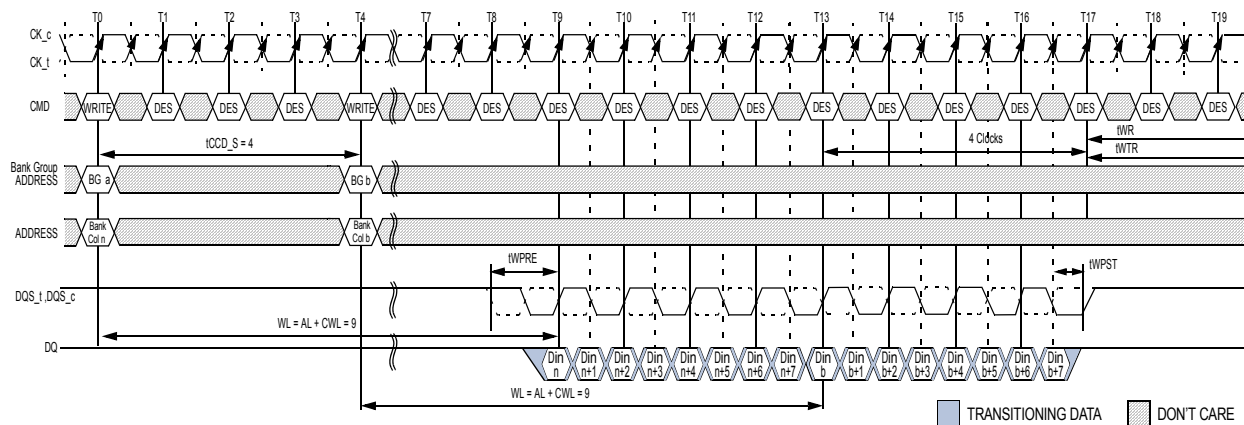 T0 T1 T2 T3 T4 T7 T8 T9 T10 T11 T12 T13 T14 T15 T16 T17 T18 T19
CK_c
CK_t
CMD WRITE DES DES DES WRITE DES DES DES DES DES DES DES DES DES DES DES DES DES
tCCD_S = 4
4 Clocks
tWR
tWTR
Bank Group
ADDRESS
BG a
BG b
ADDRESS
Bank
Col n
Bank
Col b
tWPRE
tWPST
DQS_t ,DQS_c
WL = AL + CWL = 9
DQ
Din
n
Din
n+1
Din
n+2
Din
n+3
Din
n+4
Din
n+5
Din
n+6
Din
n+7
Din
b
Din
b+1
Din
b+2
Din
b+3
Din
b+4
Din
b+5
Din
b+6
Din
b+7
WL = AL + CWL = 9
TRANSITIONING DATA
DON'T CARE